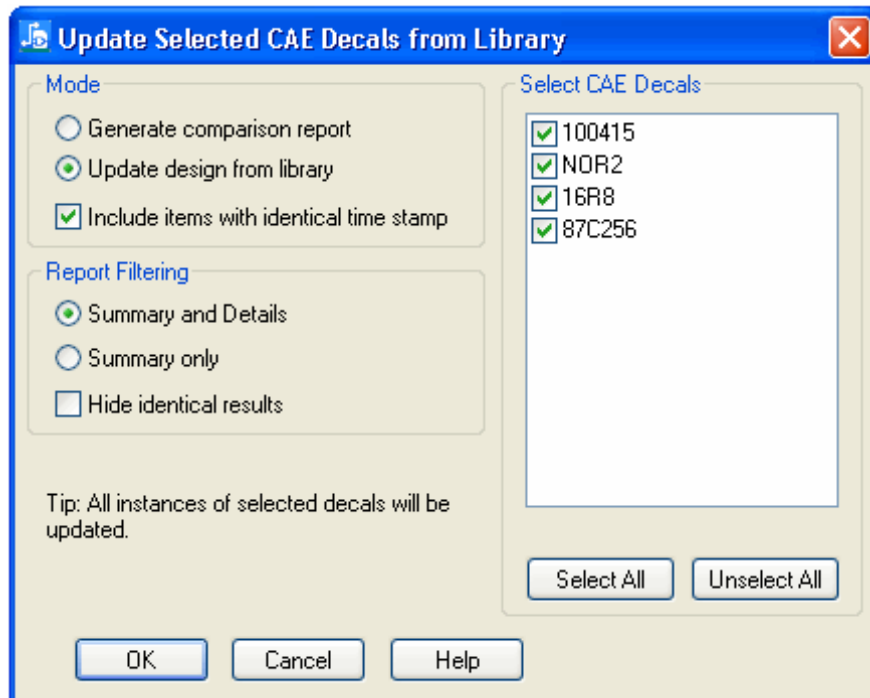 Update Selected CAE Decals from Library
Mode
Generate comparison report
Update design from library
Include items with identical time stamp
Report Filtering
Summary and Details
Summary only
Hide identical results
Tip: All instances of selected decals will be
updated.
Select CAE Decals
100415
NOR2
16R8
87C256
Select All
Unselect All
OK
Cancel
Help